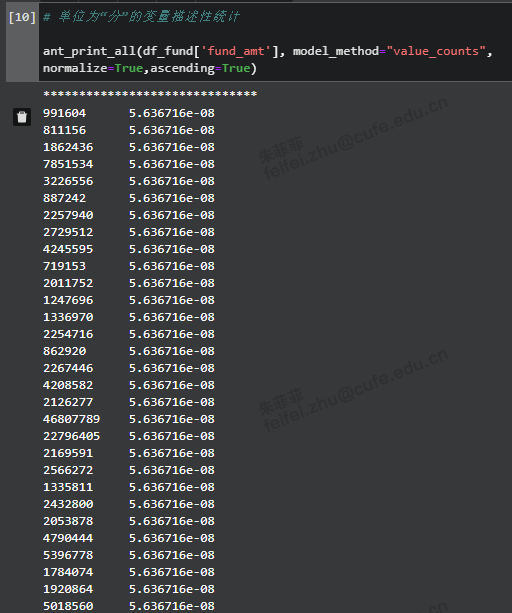 [10] # 单位为“分”的变量描述性统计
ant_print_all(df_fund['fund_amt'], model_method="value_counts",
normalize=True,ascending=True)
******************************
991604 5.636716e-08
811156 5.636716e-08
1862436 5.636716e-08
7851534 5.636716e-08
3226556 5.636716e-08
887242 5.636716e-08
2257940 5.636716e-08
2729512 5.636716e-08
4245595 5.636716e-08
719153 5.636716e-08
2011752 5.636716e-08
1247696 5.636716e-08
1336970 5.636716e-08
2254716 5.636716e-08
862920 5.636716e-08
2267446 5.636716e-08
4208582 5.636716e-08
2126277 5.636716e-08
46807789 5.636716e-08
22796405 5.636716e-08
2169591 5.636716e-08
2566272 5.636716e-08
1335811 5.636716e-08
2432800 5.636716e-08
2053878 5.636716e-08
4790444 5.636716e-08
5396778 5.636716e-08
1784074 5.636716e-08
1920864 5.636716e-08
5018560 5.636716e-08
朱菲菲
feifei.zhu@cufe.edu.cn
朱菲菲
feifei.zhu@cufe.edu.cn